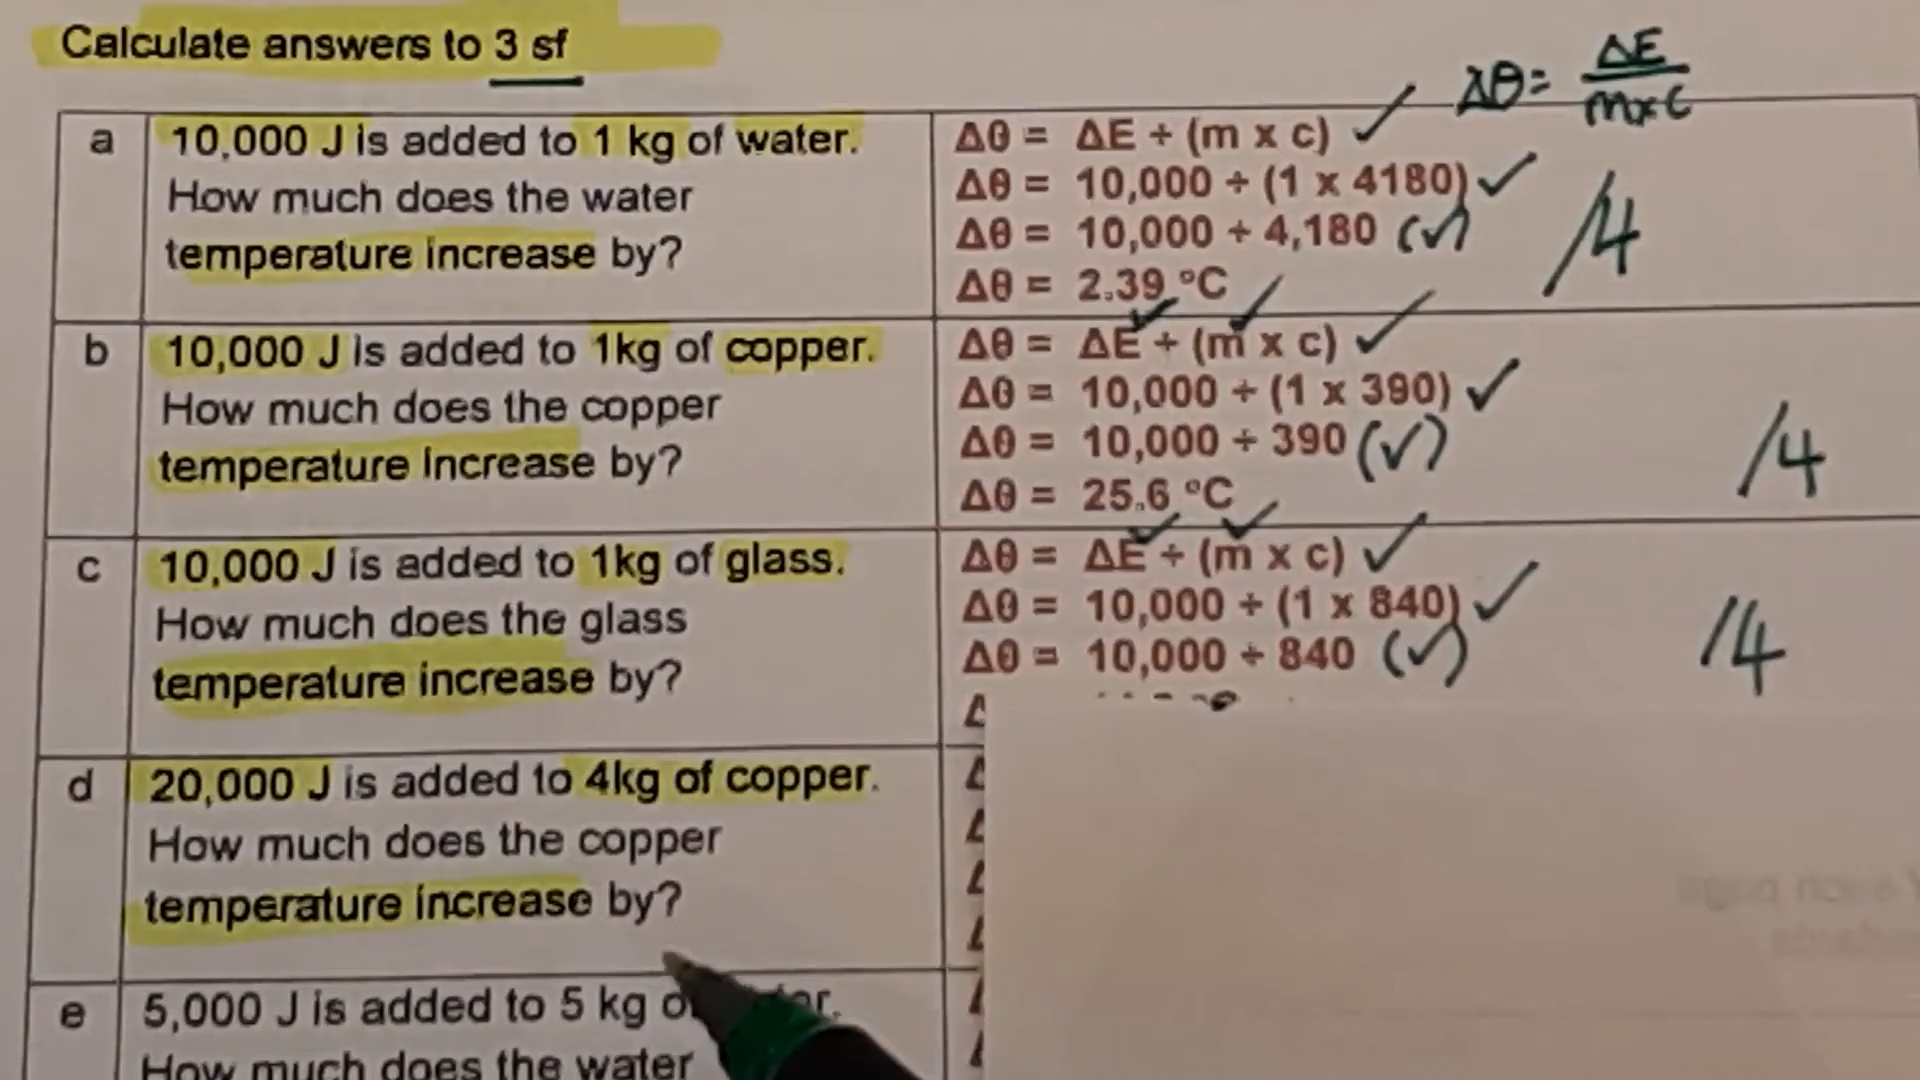 Calculate answers to 3 sf
Δθ = ΔE
m x c
a
10,000 J is added to 1 kg of water.
How much does the water
temperature increase by?
Δθ = ΔE ÷ (m x c) ✓
Δθ = 10,000 ÷ (1 x 4180) ✓
Δθ = 10,000 ÷ 4,180 (✓)
Δθ = 2.39 °C
/4
b
10,000 J is added to 1kg of copper.
How much does the copper
temperature increase by?
Δθ = ΔE ÷ (m x c) ✓
Δθ = 10,000 ÷ (1 x 390) ✓
Δθ = 10,000 ÷ 390 (✓)
Δθ = 25.6 °C
/4
c
10,000 J is added to 1kg of glass.
How much does the glass
temperature increase by?
Δθ = ΔE ÷ (m x c) ✓
Δθ = 10,000 ÷ (1 x 840) ✓
Δθ = 10,000 ÷ 840 (✓)
/4
d
20,000 J is added to 4kg of copper.
How much does the copper
temperature increase by?
e
5,000 J is added to 5 kg
How much does the water